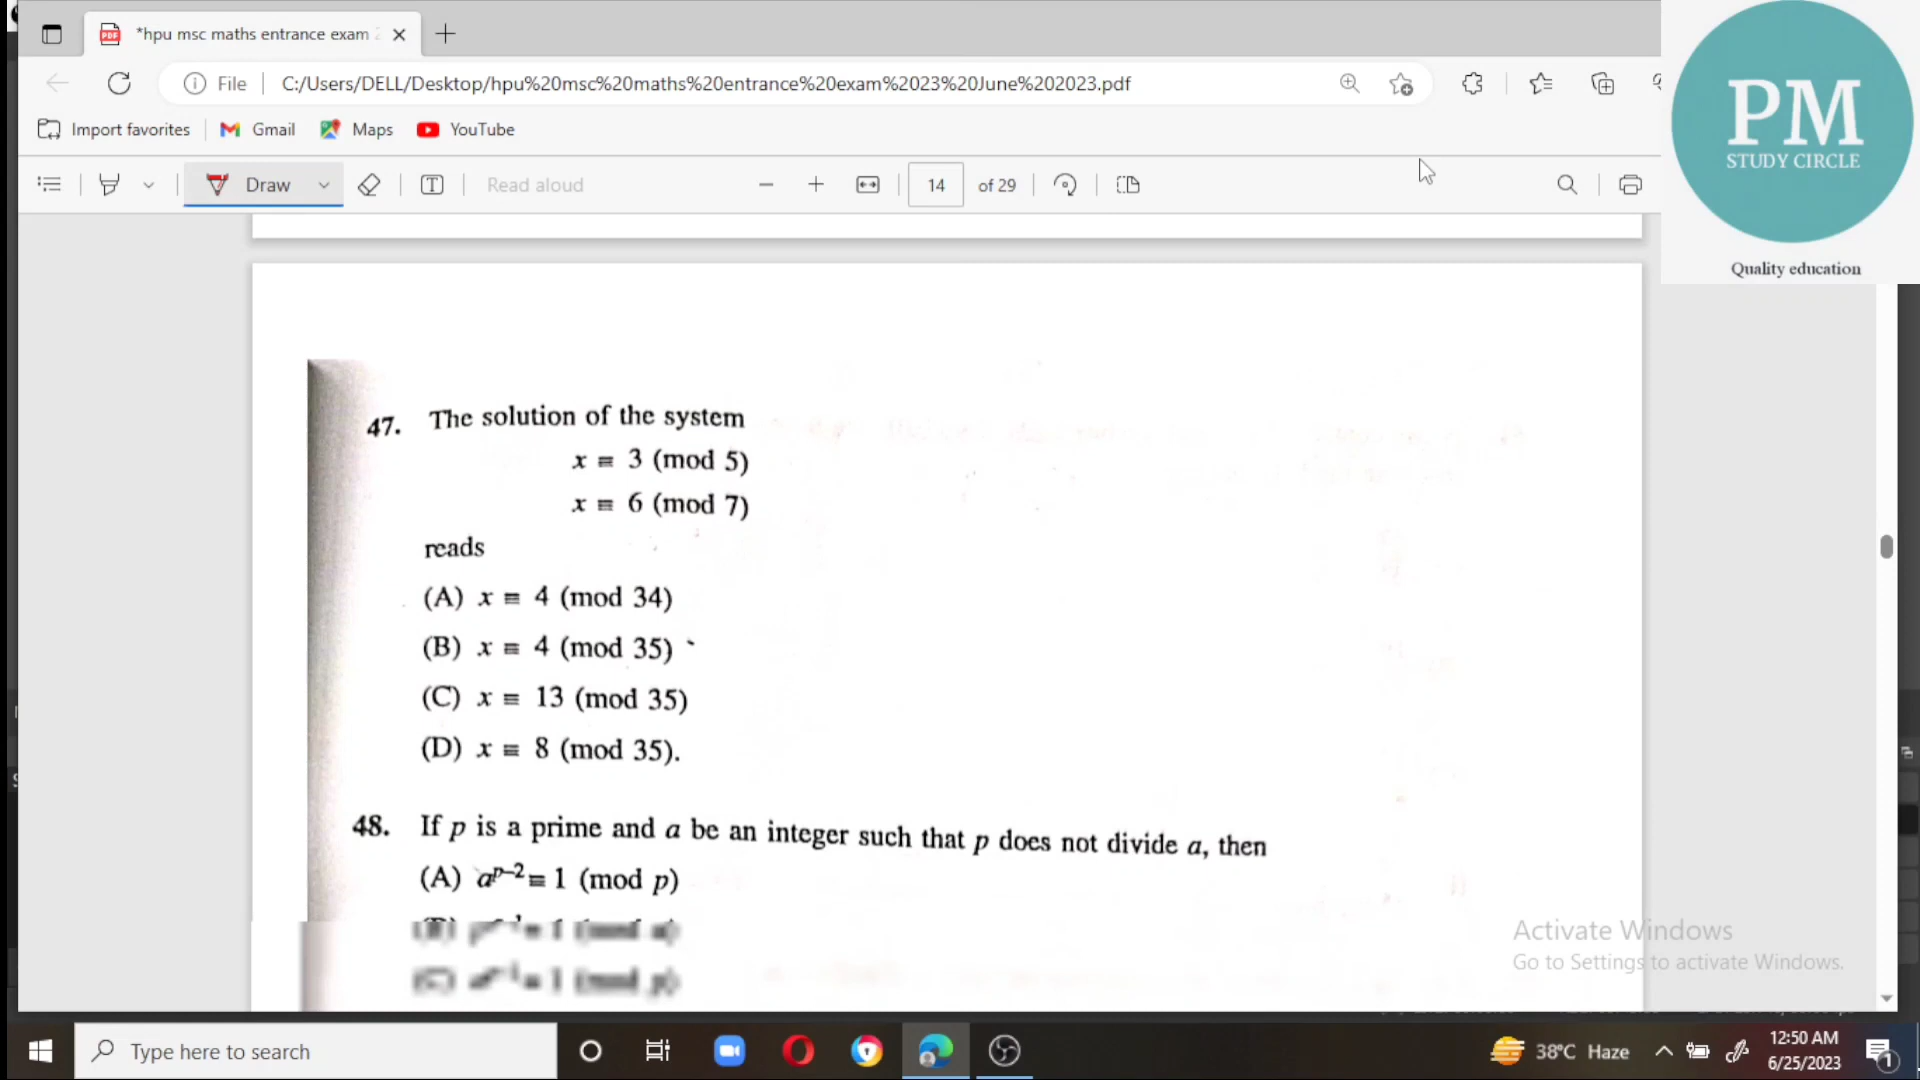 *hpu msc maths entrance exam
File
C:/Users/DELL/Desktop/hpu%20msc%20maths%20entrance%20exam%2023%20June%202023.pdf
Import favorites
Gmail
Maps
YouTube
Draw
T
Read aloud
14
of 29
PM
STUDY CIRCLE
Quality education
47. The solution of the system
x ≡ 3 (mod 5)
x ≡ 6 (mod 7)
reads
(A) x ≡ 4 (mod 34)
(B) x ≡ 4 (mod 35)
(C) x ≡ 13 (mod 35)
(D) x ≡ 8 (mod 35).
48. If p is a prime and a be an integer such that p does not divide a, then
(A) aᵖ⁻² ≡ 1 (mod p)
Activate Windows
Go to Settings to activate Windows.
Type here to search
38°C Haze
12:50 AM
6/25/2023
1